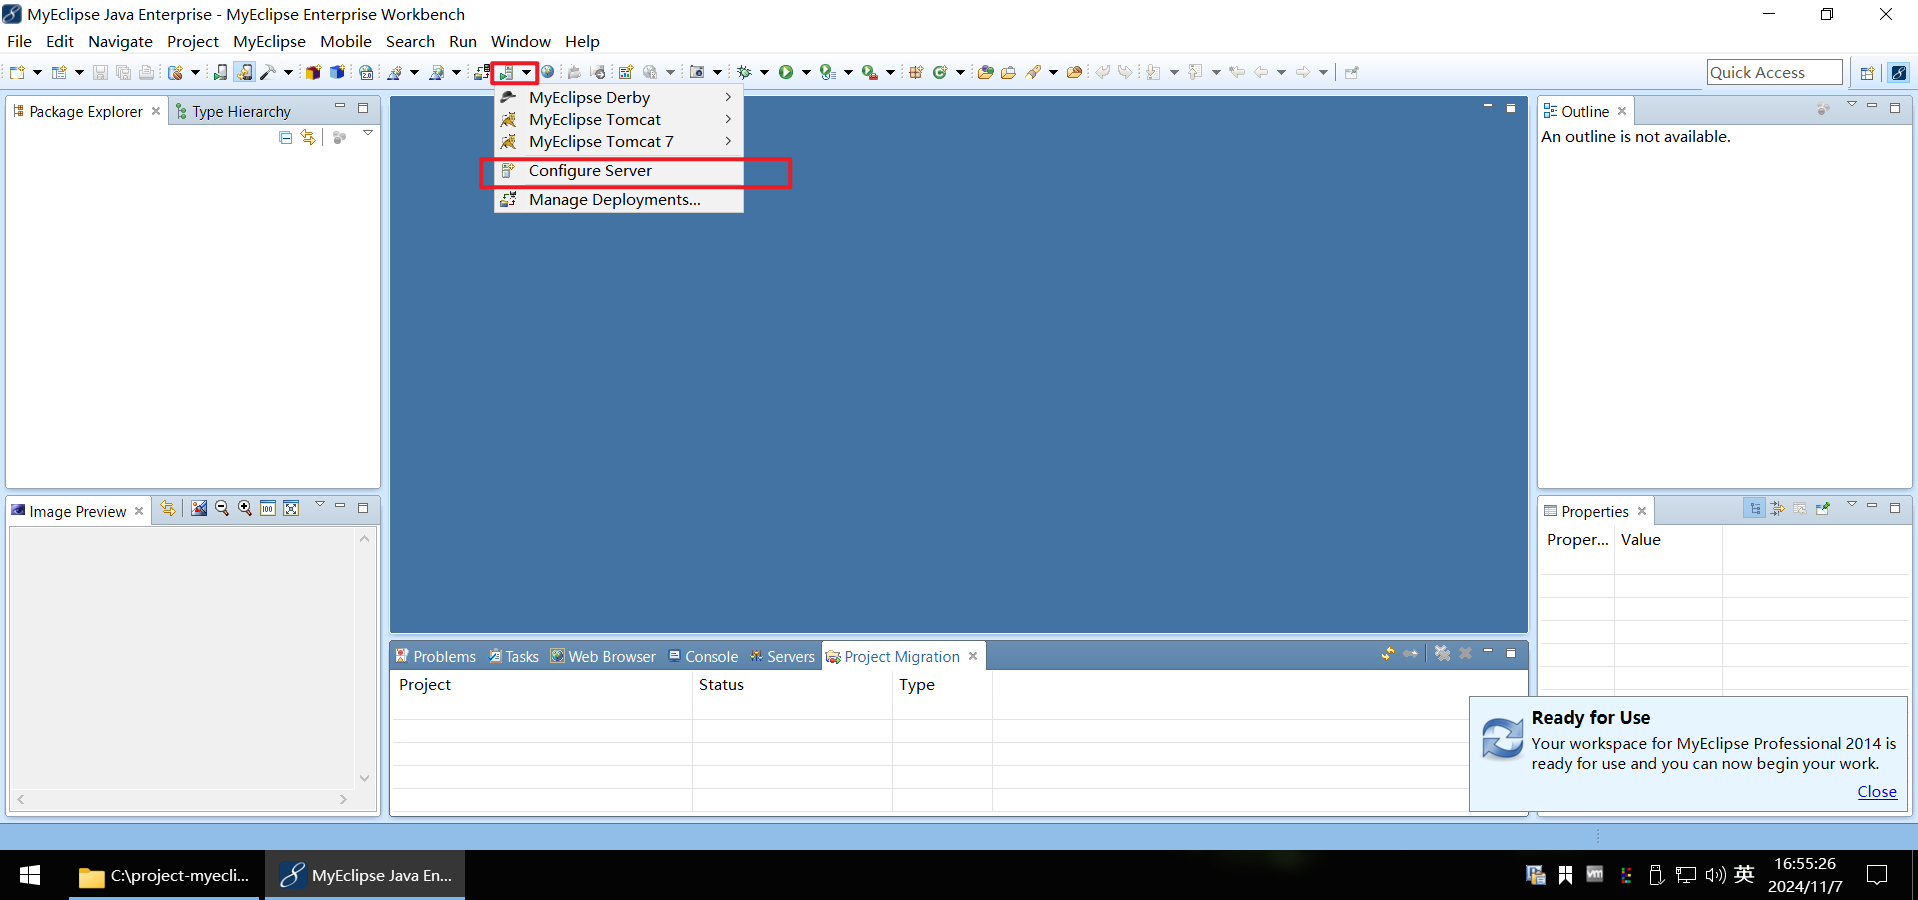 MyEclipse Java Enterprise - MyEclipse Enterprise Workbench
File Edit Navigate Project MyEclipse Mobile Search Run Window Help
Quick Access
Package Explorer
Type Hierarchy
MyEclipse Derby
MyEclipse Tomcat
MyEclipse Tomcat 7
Configure Server
Manage Deployments...
Outline
An outline is not available.
Image Preview
Properties
Proper... Value
Problems Tasks Web Browser Console Servers Project Migration
Project Status Type
Ready for Use
Your workspace for MyEclipse Professional 2014 is
ready for use and you can now begin your work.
Close
C:\project-myecli...
MyEclipse Java En...
英
16:55:26
2024/11/7